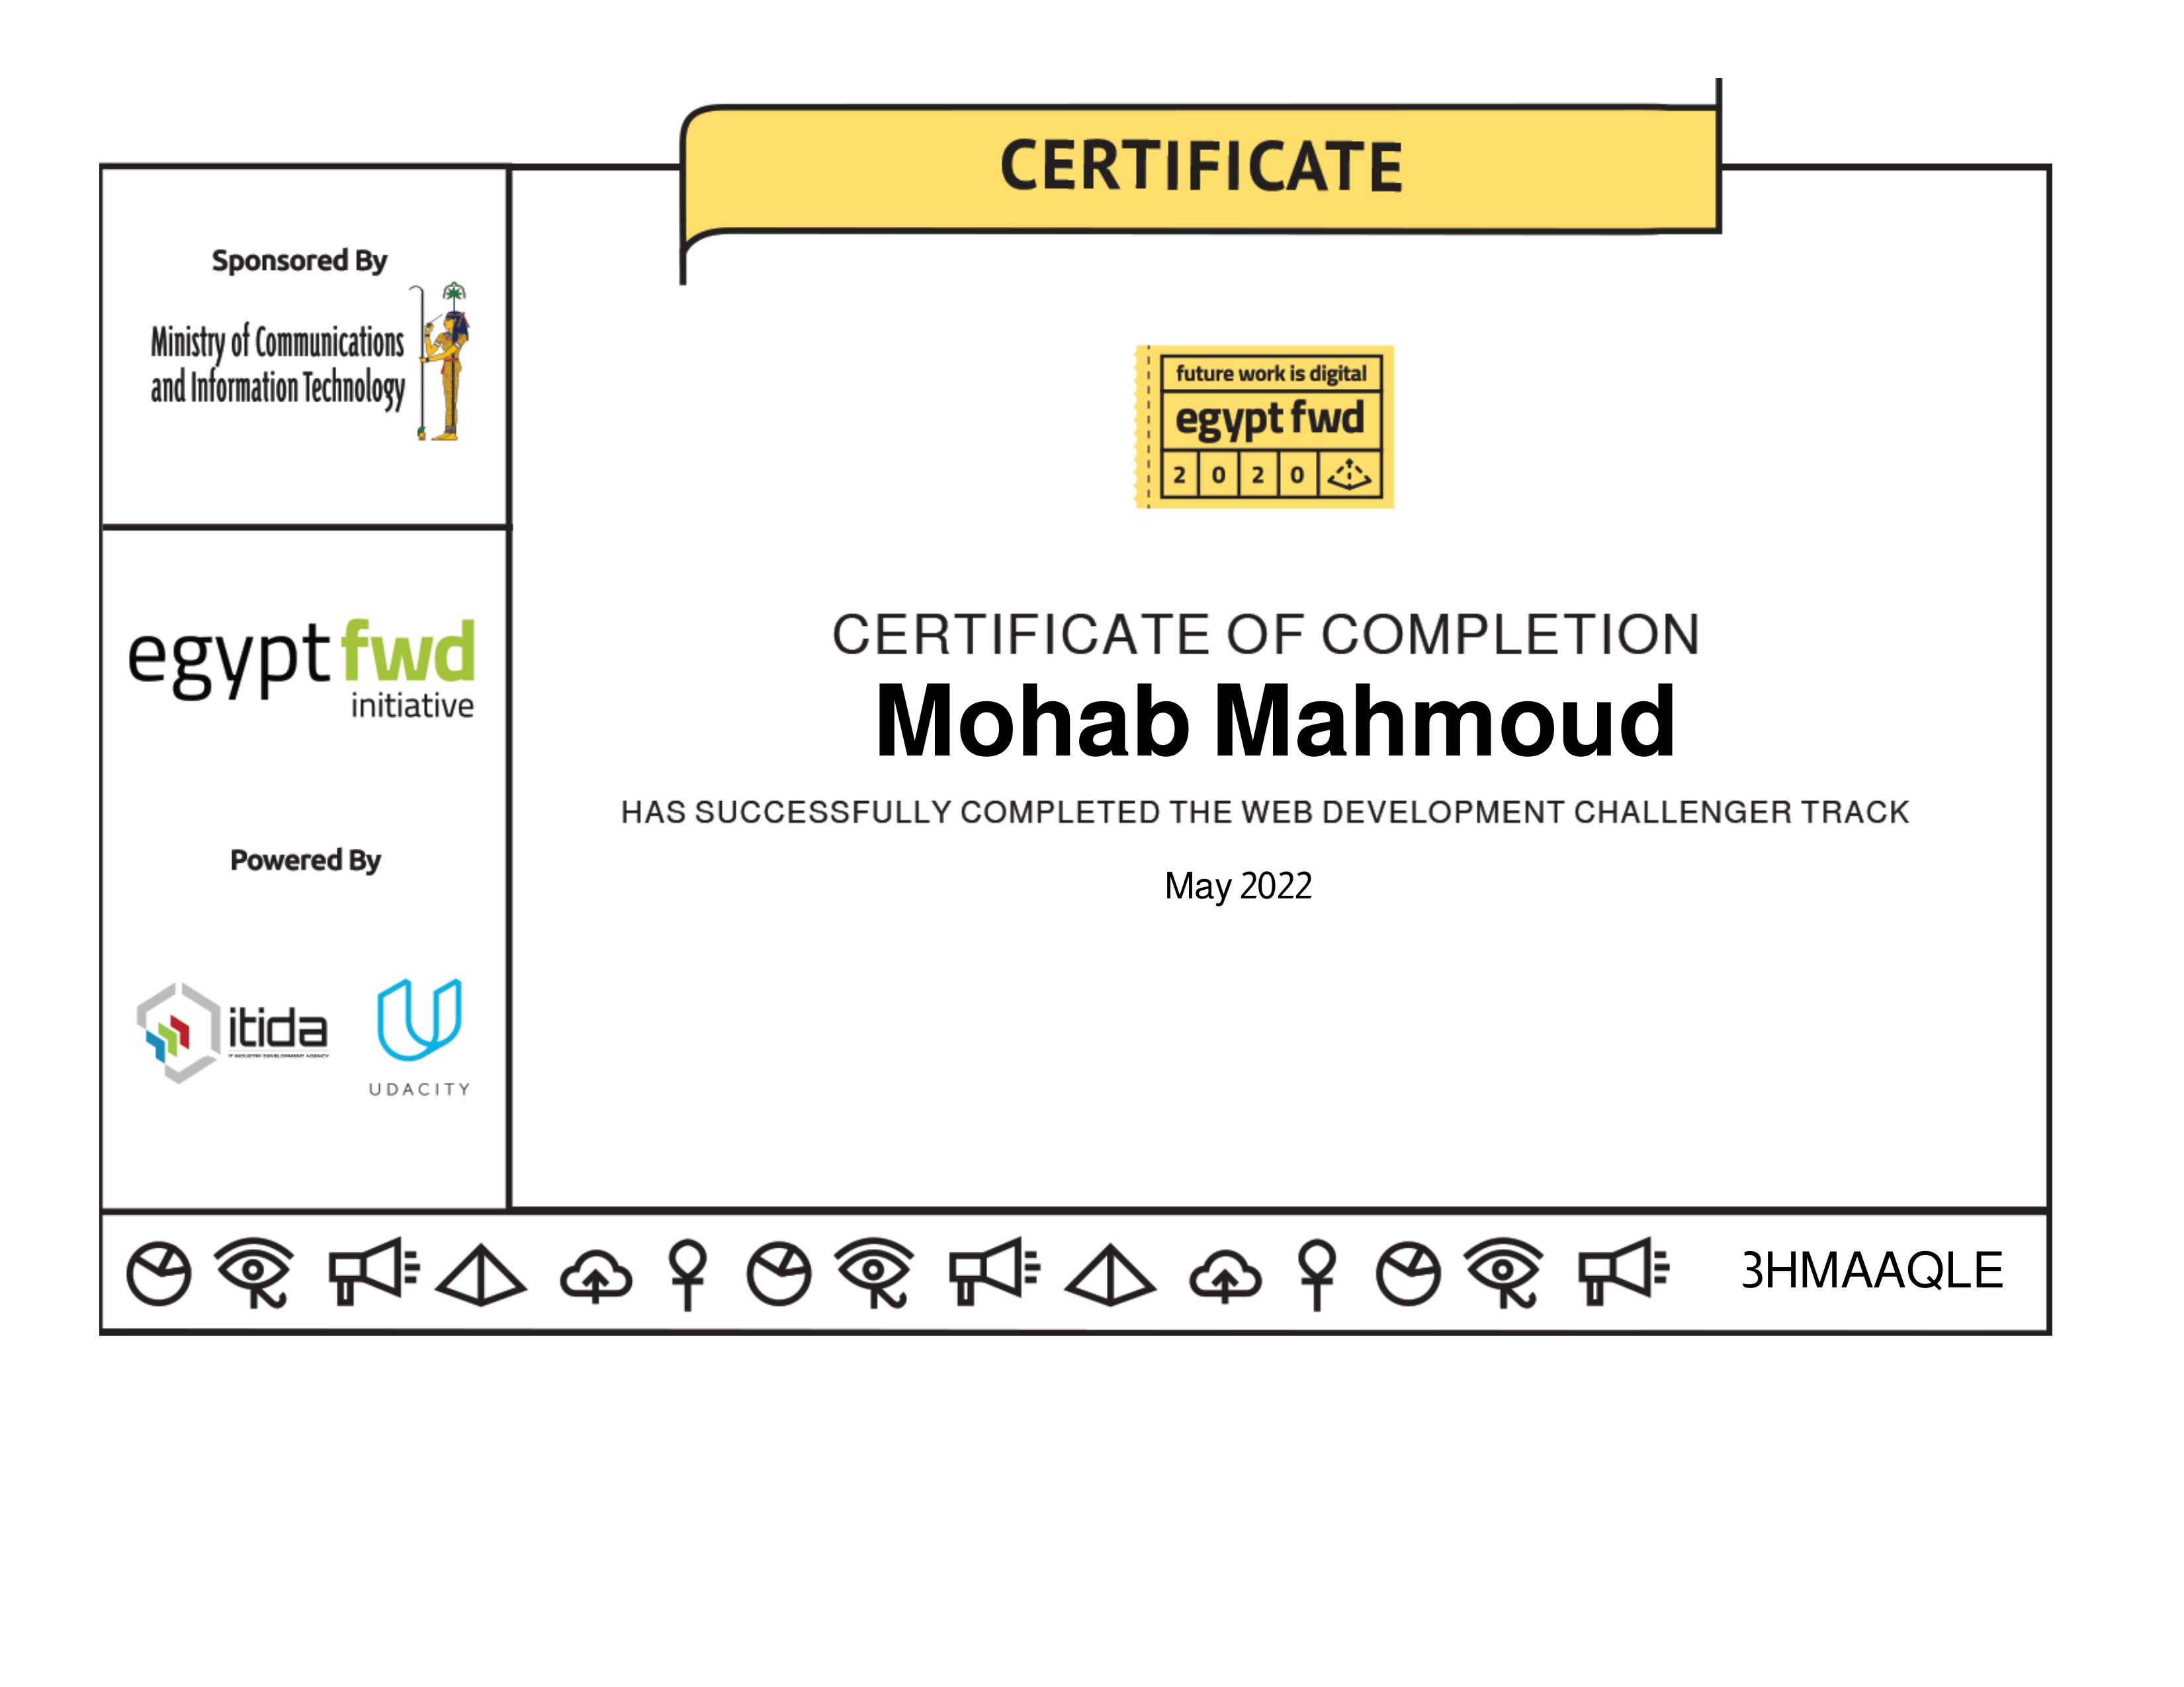 CERTIFICATE
Sponsored By
Ministry of Communications
and Information Technology
egypt fwd
initiative
Powered By
itida
IT INDUSTRY DEVELOPMENT AGENCY
UDACITY
future work is digital
egypt fwd
2 0 2 0
CERTIFICATE OF COMPLETION
Mohab Mahmoud
HAS SUCCESSFULLY COMPLETED THE WEB DEVELOPMENT CHALLENGER TRACK
May 2022
3HMAAQLE